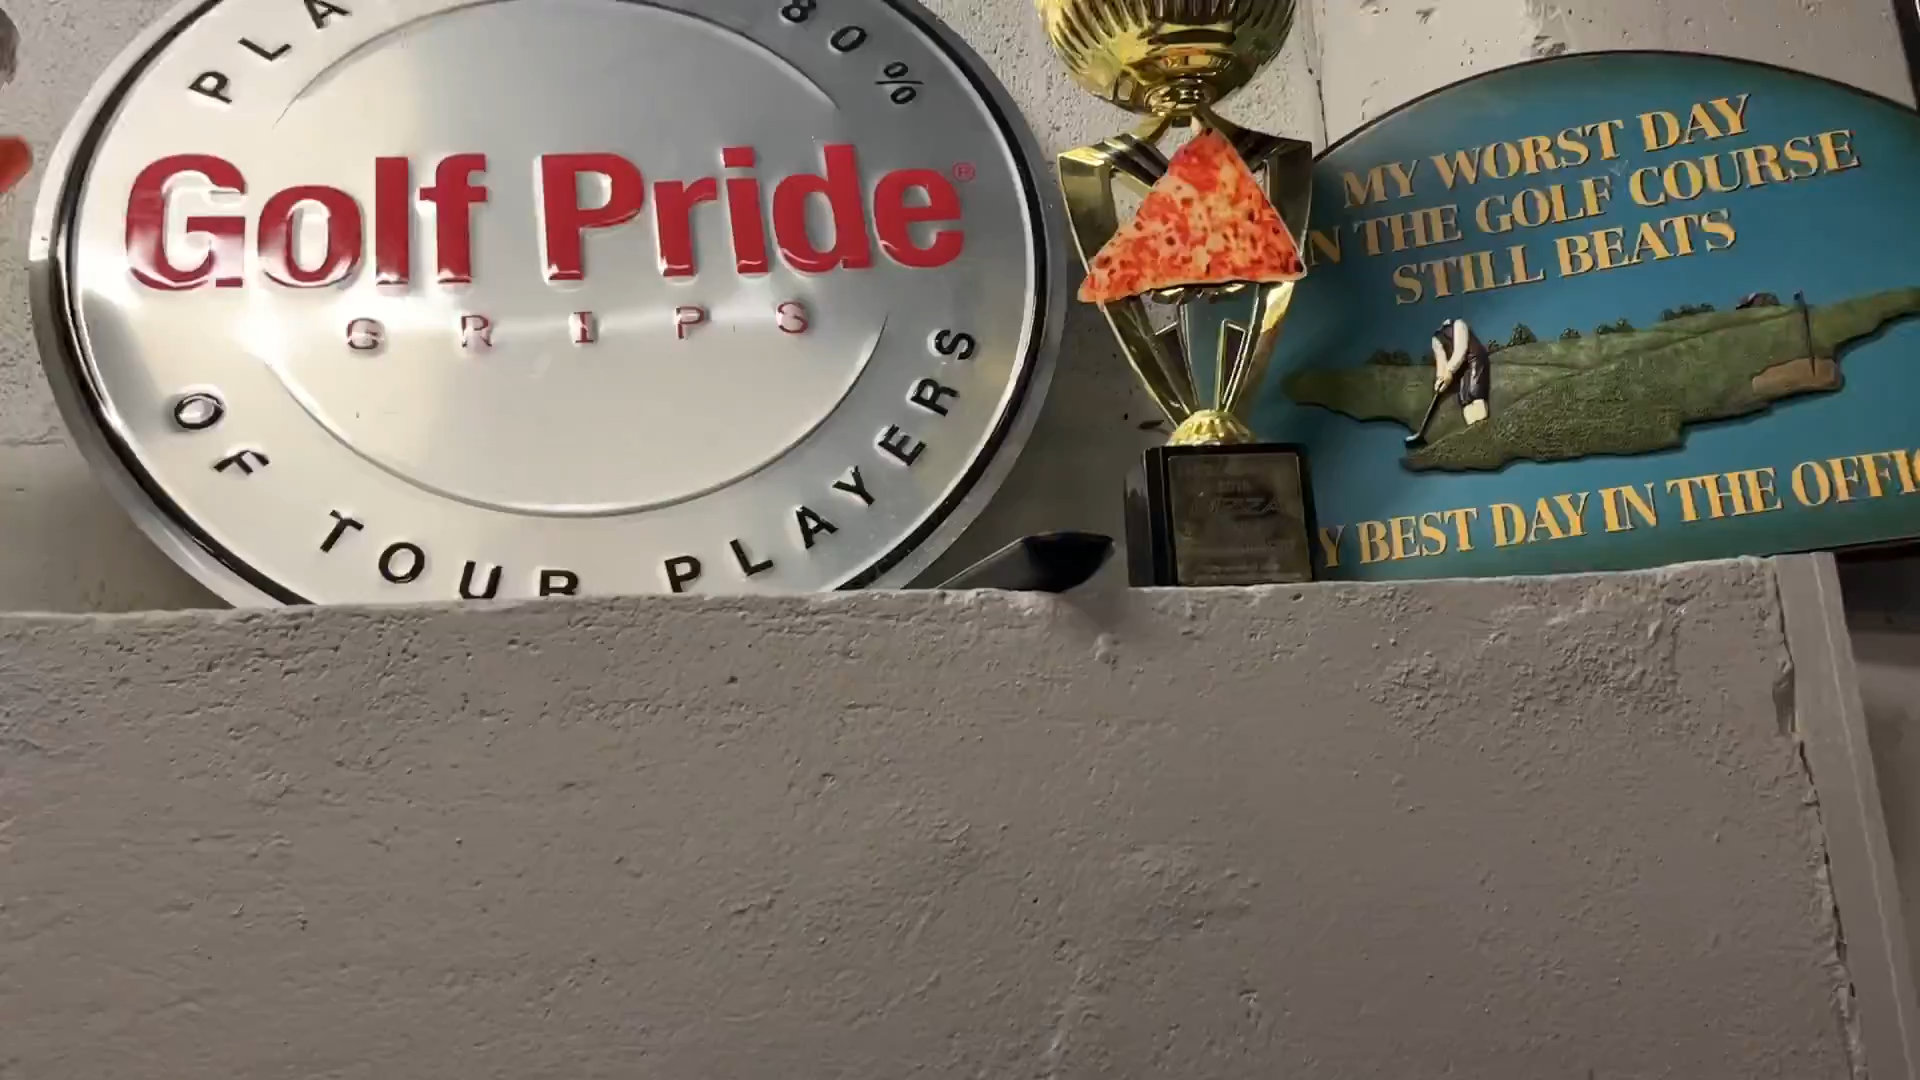 PLA
80%
Golf Pride®
GRIPS
OF TOUR PLAYERS
MY WORST DAY
N THE GOLF COURSE
STILL BEATS
Y BEST DAY IN THE OFFIC